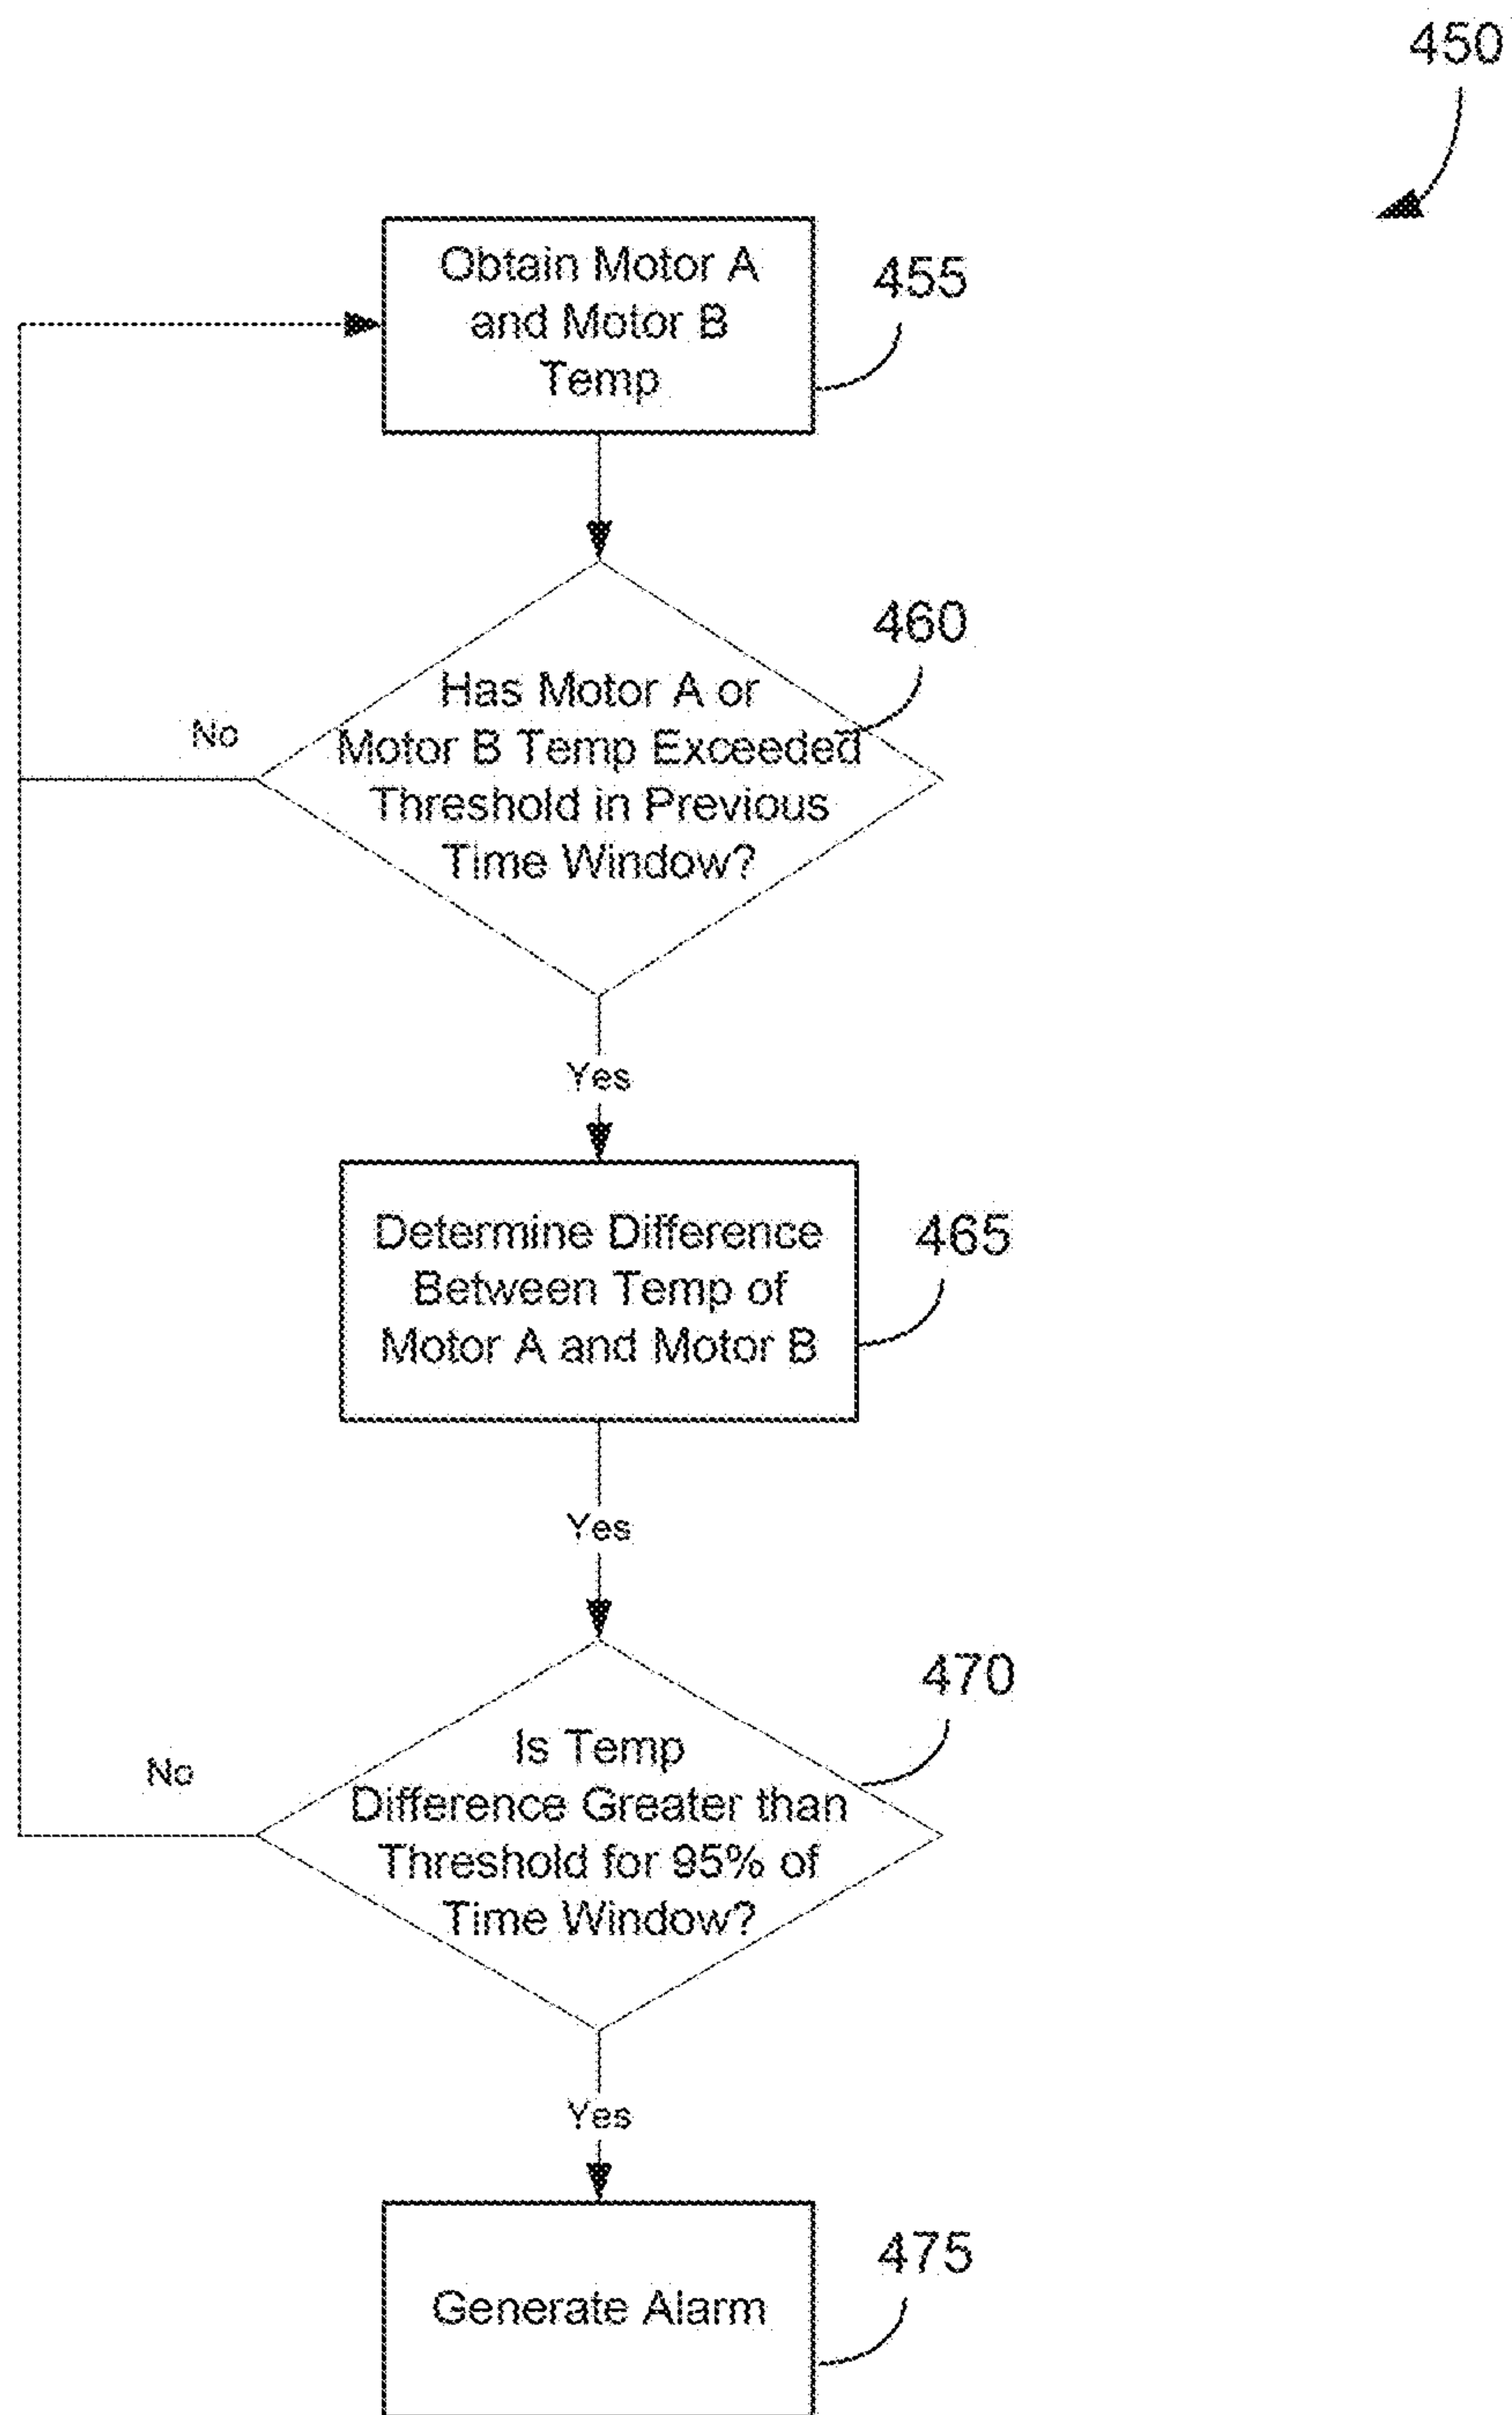 450
Obtain Motor A
and Motor B
Temp
455
460
Has Motor A or
Motor B Temp Exceeded
Threshold in Previous
Time Window?
No
Yes
Determine Difference
Between Temp of
Motor A and Motor B
465
Yes
470
Is Temp
Difference Greater than
Threshold for 95% of
Time Window?
No
Yes
Generate Alarm
475